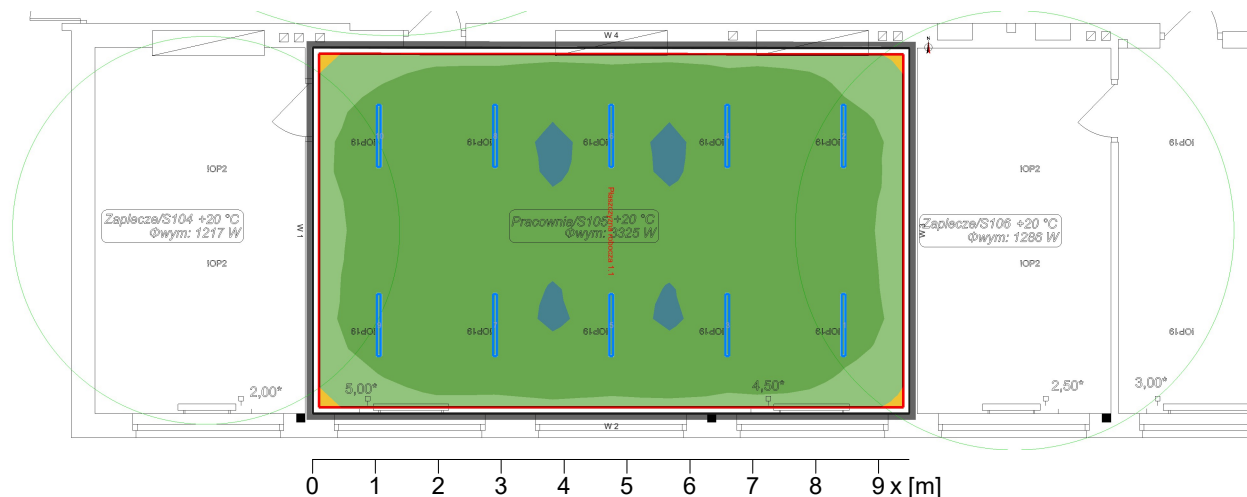 W 4
N
IOP2
IOP19
IOP19
IOP19
IOP19
IOP19
IOP2
IOP19
Zaplecze/S104 +20 °C
Φwym: 1217 W
W 1
Pracownia/S105 +20 °C
Φwym: 3325 W
Zaplecze/S106 +20 °C
Φwym: 1286 W
IOP2
IOP2
IOP19
IOP19
IOP19
IOP19
IOP19
IOP19
2,00*
5,00*
4,50*
2,50*
3,00*
W 2
0 1 2 3 4 5 6 7 8 9 x [m]